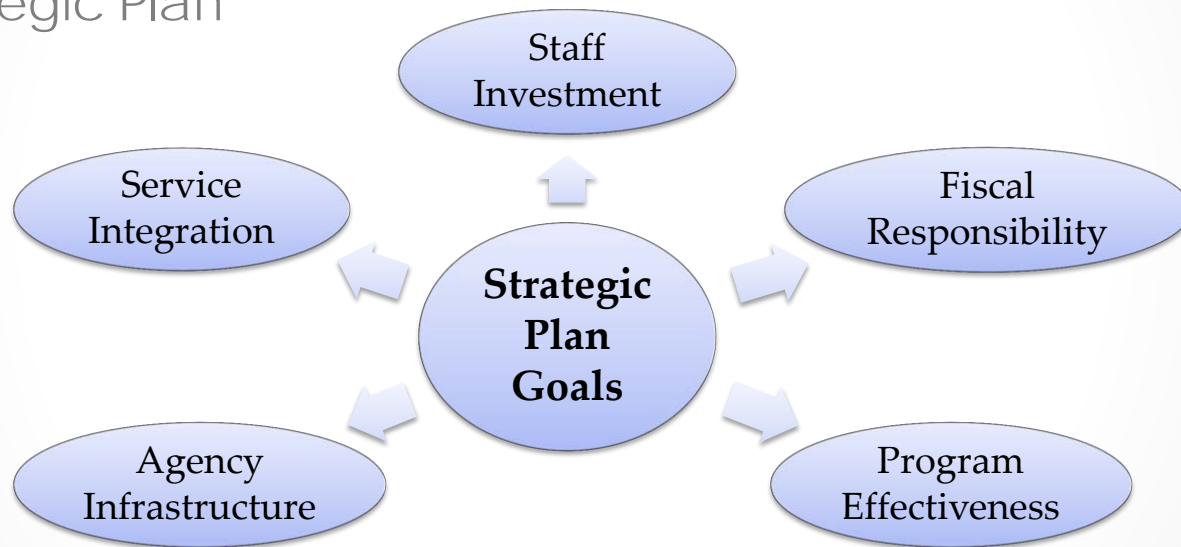 egic Plan
Staff
Investment
Service
Integration
Fiscal
Responsibility
Strategic
Plan
Goals
Agency
Infrastructure
Program
Effectiveness